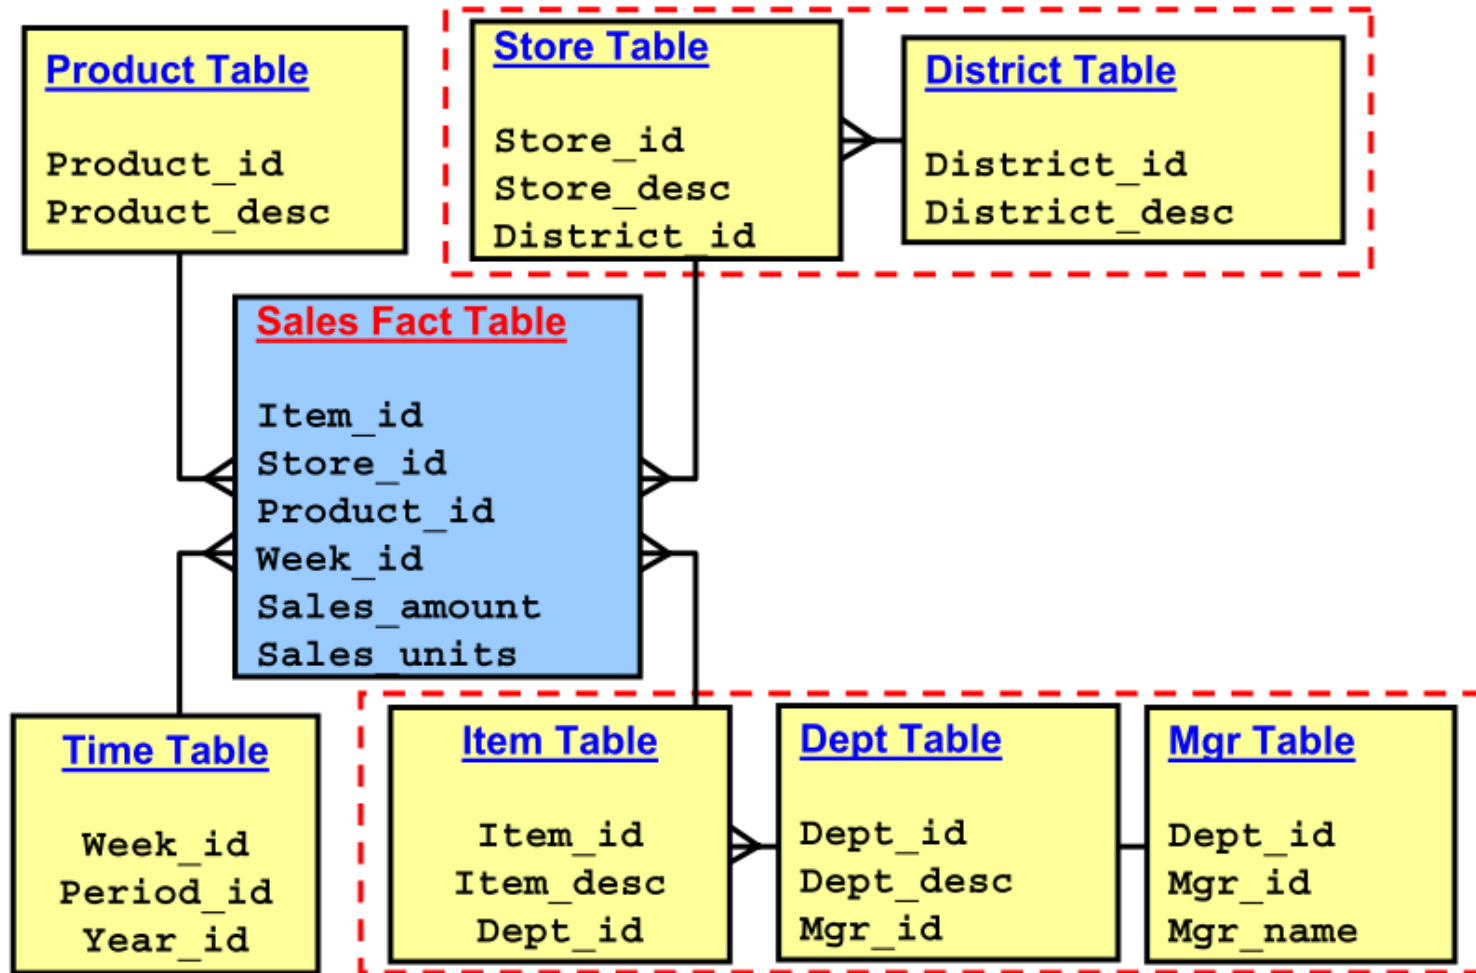 Product Table
Product_id
Product_desc
Store Table
Store_id
Store_desc
District_id
District Table
District_id
District_desc
Sales Fact Table
Item_id
Store_id
Product_id
Week_id
Sales_amount
Sales_units
Time Table
Week_id
Period_id
Year_id
Item Table
Item_id
Item_desc
Dept_id
Dept Table
Dept_id
Dept_desc
Mgr_id
Mgr Table
Dept_id
Mgr_id
Mgr_name